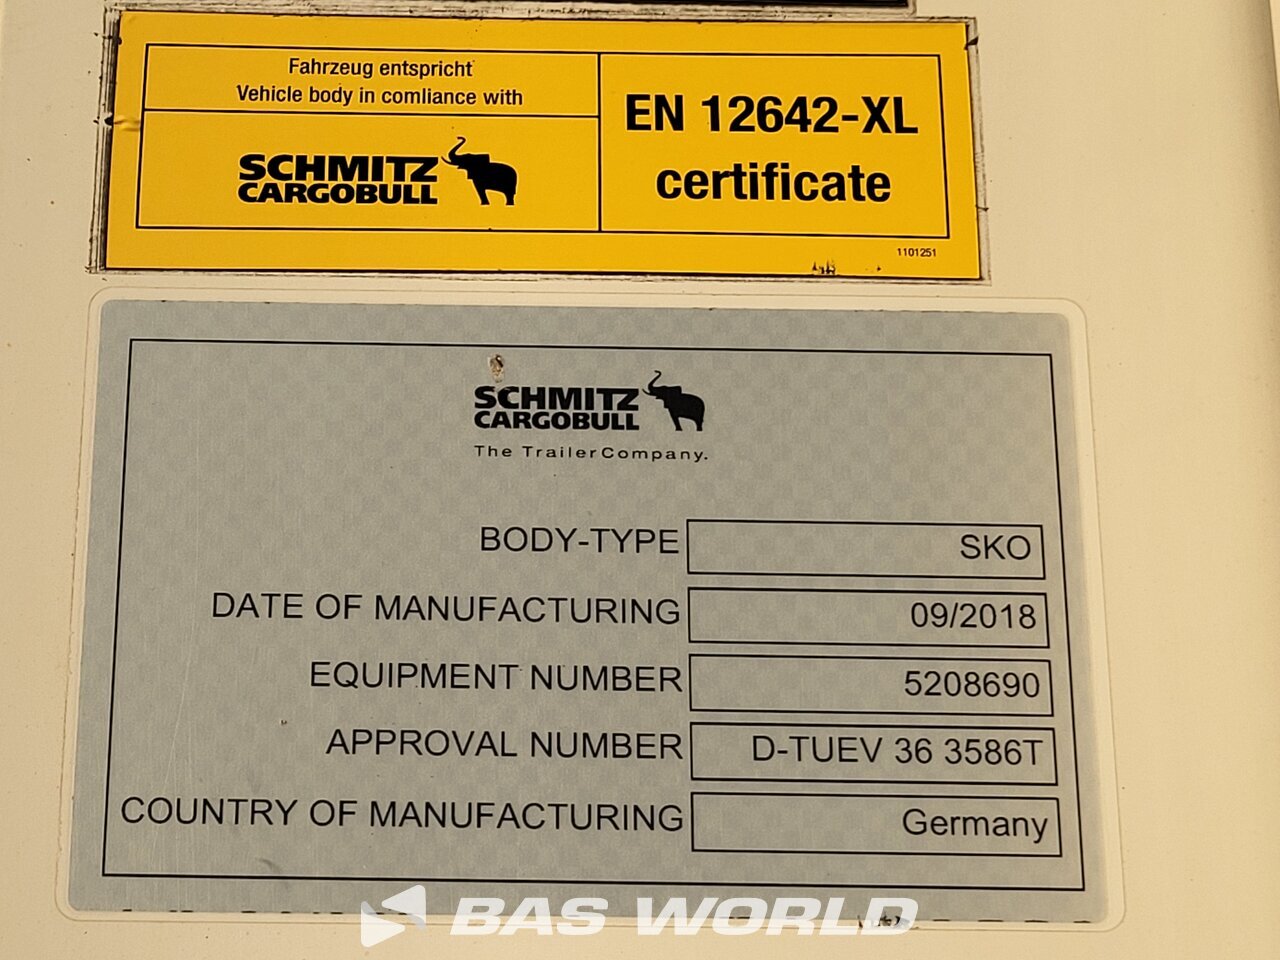 Fahrzeug entspricht
Vehicle body in comliance with
SCHMITZ
CARGOBULL
EN 12642-XL
certificate
1101251
SCHMITZ
CARGOBULL
The Trailer Company.
BODY-TYPE SKO
DATE OF MANUFACTURING 09/2018
EQUIPMENT NUMBER 5208690
APPROVAL NUMBER D-TUEV 36 3586T
COUNTRY OF MANUFACTURING Germany
BAS WORLD